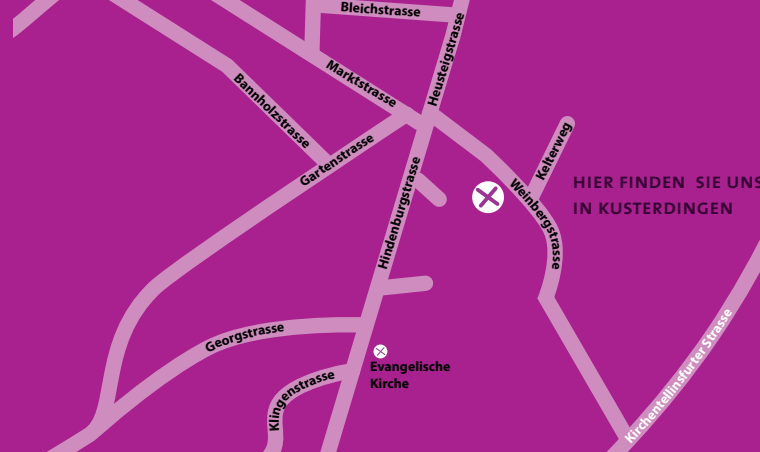 Bleichstrasse
Heusteigstrasse
Marktstrasse
Bannholzstrasse
Gartenstrasse
Kelterweg
HIER FINDEN SIE UNS
IN KUSTERDINGEN
Weinbergstrasse
Hindenburgstrasse
Georgstrasse
Evangelische
Kirche
Klingenstrasse
Kirchentellinsfurter Strasse